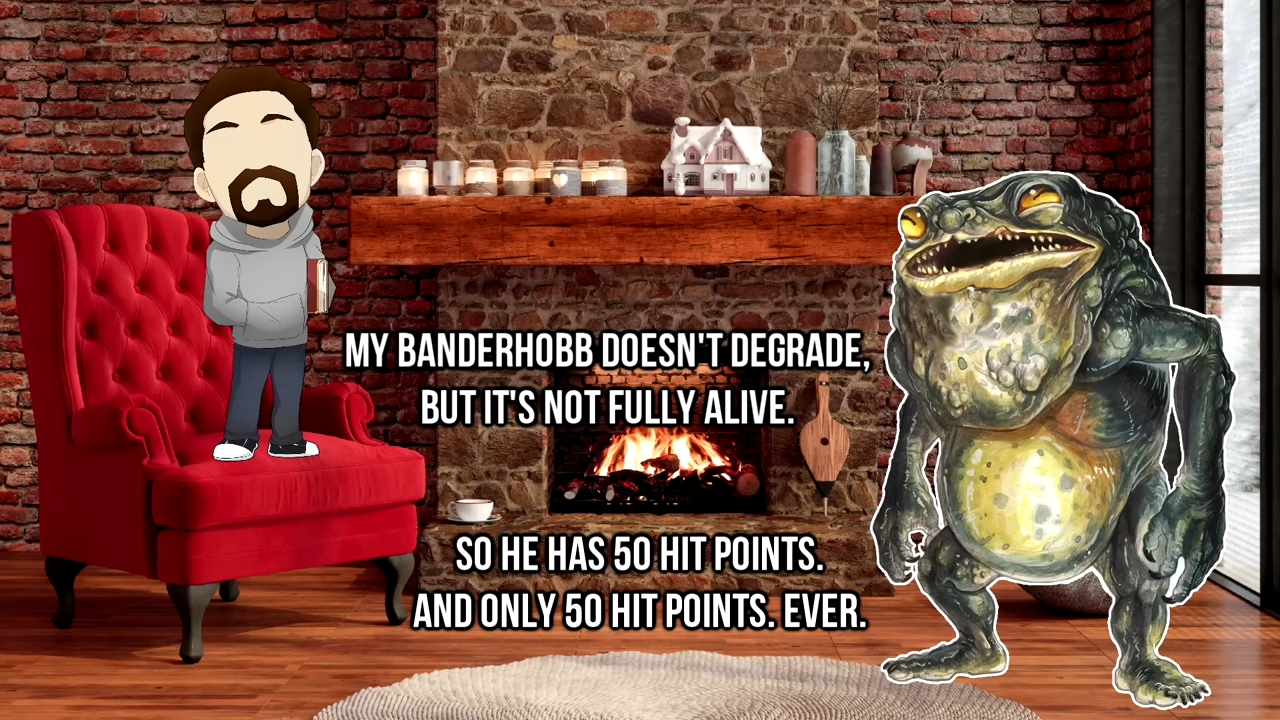 MY BANDERHOBB DOESN'T DEGRADE,
BUT IT'S NOT FULLY ALIVE.
SO HE HAS 50 HIT POINTS.
AND ONLY 50 HIT POINTS. EVER.